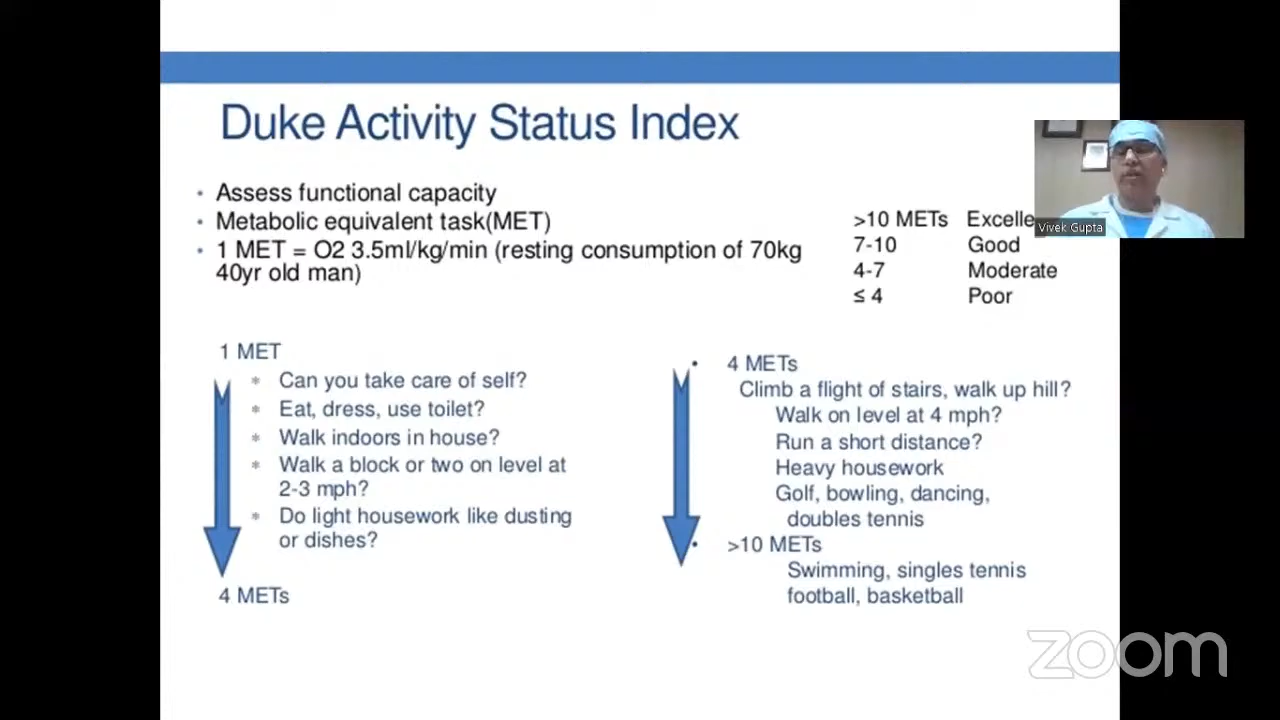 Duke Activity Status Index
• Assess functional capacity
• Metabolic equivalent task(MET)
• 1 MET = O2 3.5ml/kg/min (resting consumption of 70kg
40yr old man)
>10 METs Excelle
7-10 Good
4-7 Moderate
≤ 4 Poor
Vivek Gupta
1 MET
* Can you take care of self?
* Eat, dress, use toilet?
* Walk indoors in house?
* Walk a block or two on level at
2-3 mph?
* Do light housework like dusting
or dishes?
4 METs
• 4 METs
Climb a flight of stairs, walk up hill?
Walk on level at 4 mph?
Run a short distance?
Heavy housework
Golf, bowling, dancing,
doubles tennis
• >10 METs
Swimming, singles tennis
football, basketball
zoom